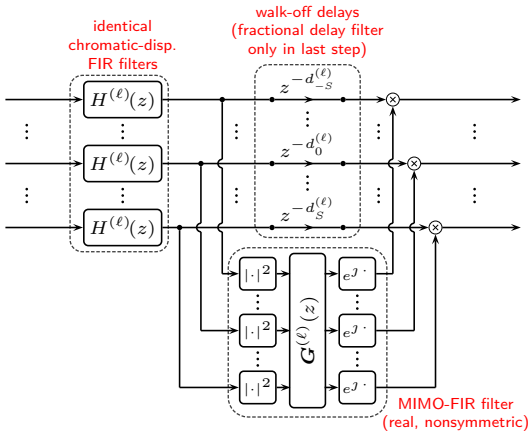 identical
chromatic-disp.
FIR filters
walk-off delays
(fractional delay filter
only in last step)
H^{(ℓ)}(z)
z^{-d_{-S}^{(ℓ)}}
H^{(ℓ)}(z)
z^{-d_0^{(ℓ)}}
H^{(ℓ)}(z)
z^{-d_S^{(ℓ)}}
|·|^2
e^{ȷ·}
|·|^2
G^{(ℓ)}(z)
e^{ȷ·}
|·|^2
e^{ȷ·}
MIMO-FIR filter
(real, nonsymmetric)